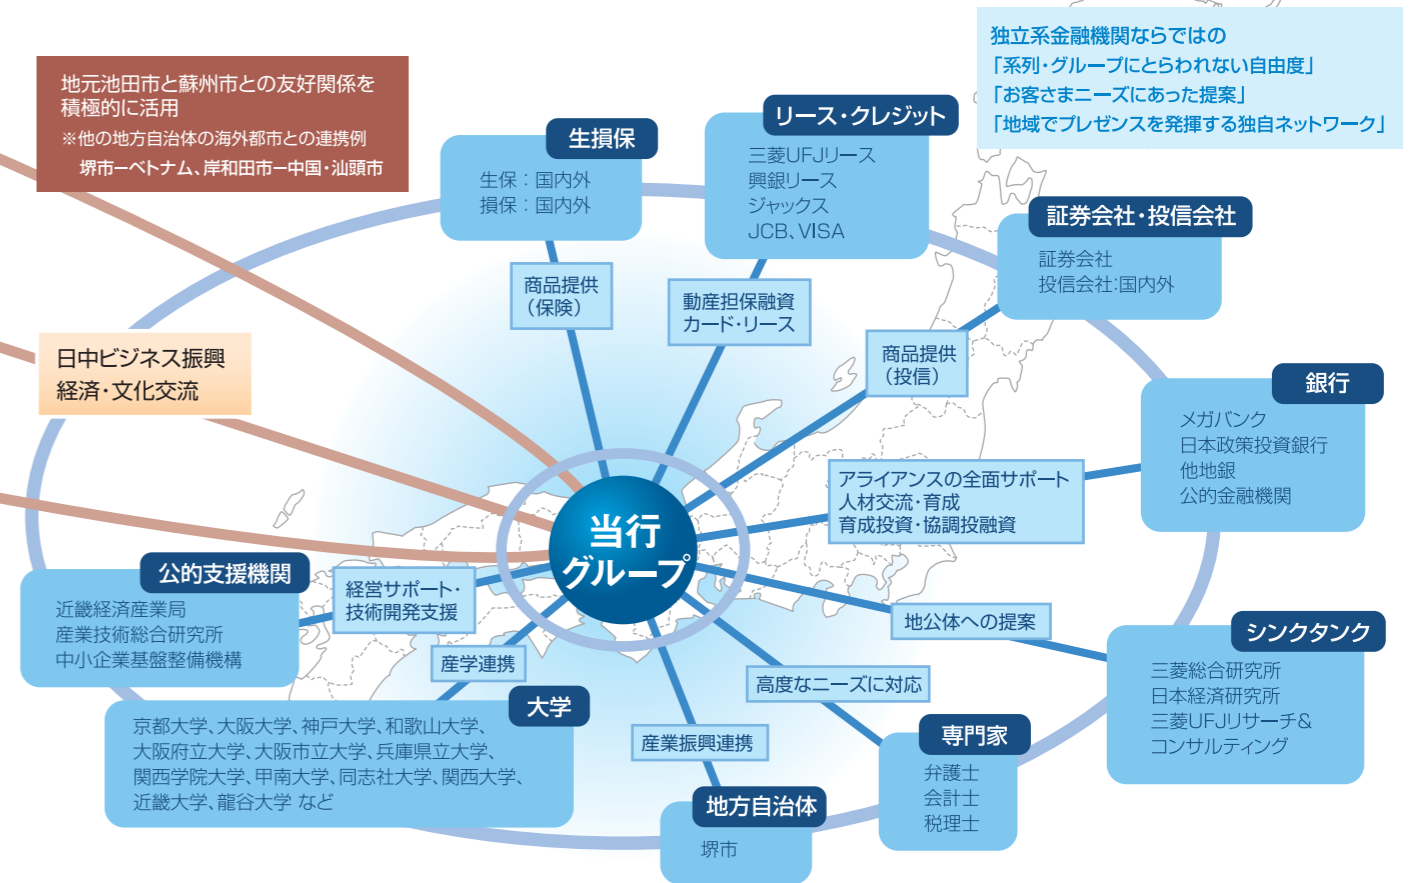 独立系金融機関ならではの
「系列・グループにとらわれない自由度」
「お客さまニーズにあった提案」
「地域でプレゼンスを発揮する独自ネットワーク」
地元池田市と蘇州市との友好関係を
積極的に活用
※他の地方自治体の海外都市との連携例
堺市ーベトナム、岸和田市ー中国・汕頭市
生損保
生保：国内外
損保：国内外
リース・クレジット
三菱UFJリース
興銀リース
ジャックス
JCB、VISA
証券会社・投信会社
証券会社
投信会社：国内外
商品提供
（保険）
動産担保融資
カード・リース
商品提供
（投信）
日中ビジネス振興
経済・文化交流
銀行
メガバンク
日本政策投資銀行
他地銀
公的金融機関
アライアンスの全面サポート
人材交流・育成
育成投資・協調投融資
当行
グループ
公的支援機関
近畿経済産業局
産業技術総合研究所
中小企業基盤整備機構
経営サポート・
技術開発支援
地公体への提案
シンクタンク
三菱総合研究所
日本経済研究所
三菱UFJリサーチ&
コンサルティング
産学連携
高度なニーズに対応
大学
京都大学、大阪大学、神戸大学、和歌山大学、
大阪府立大学、大阪市立大学、兵庫県立大学、
関西学院大学、甲南大学、同志社大学、関西大学、
近畿大学、龍谷大学 など
産業振興連携
専門家
弁護士
会計士
税理士
地方自治体
堺市